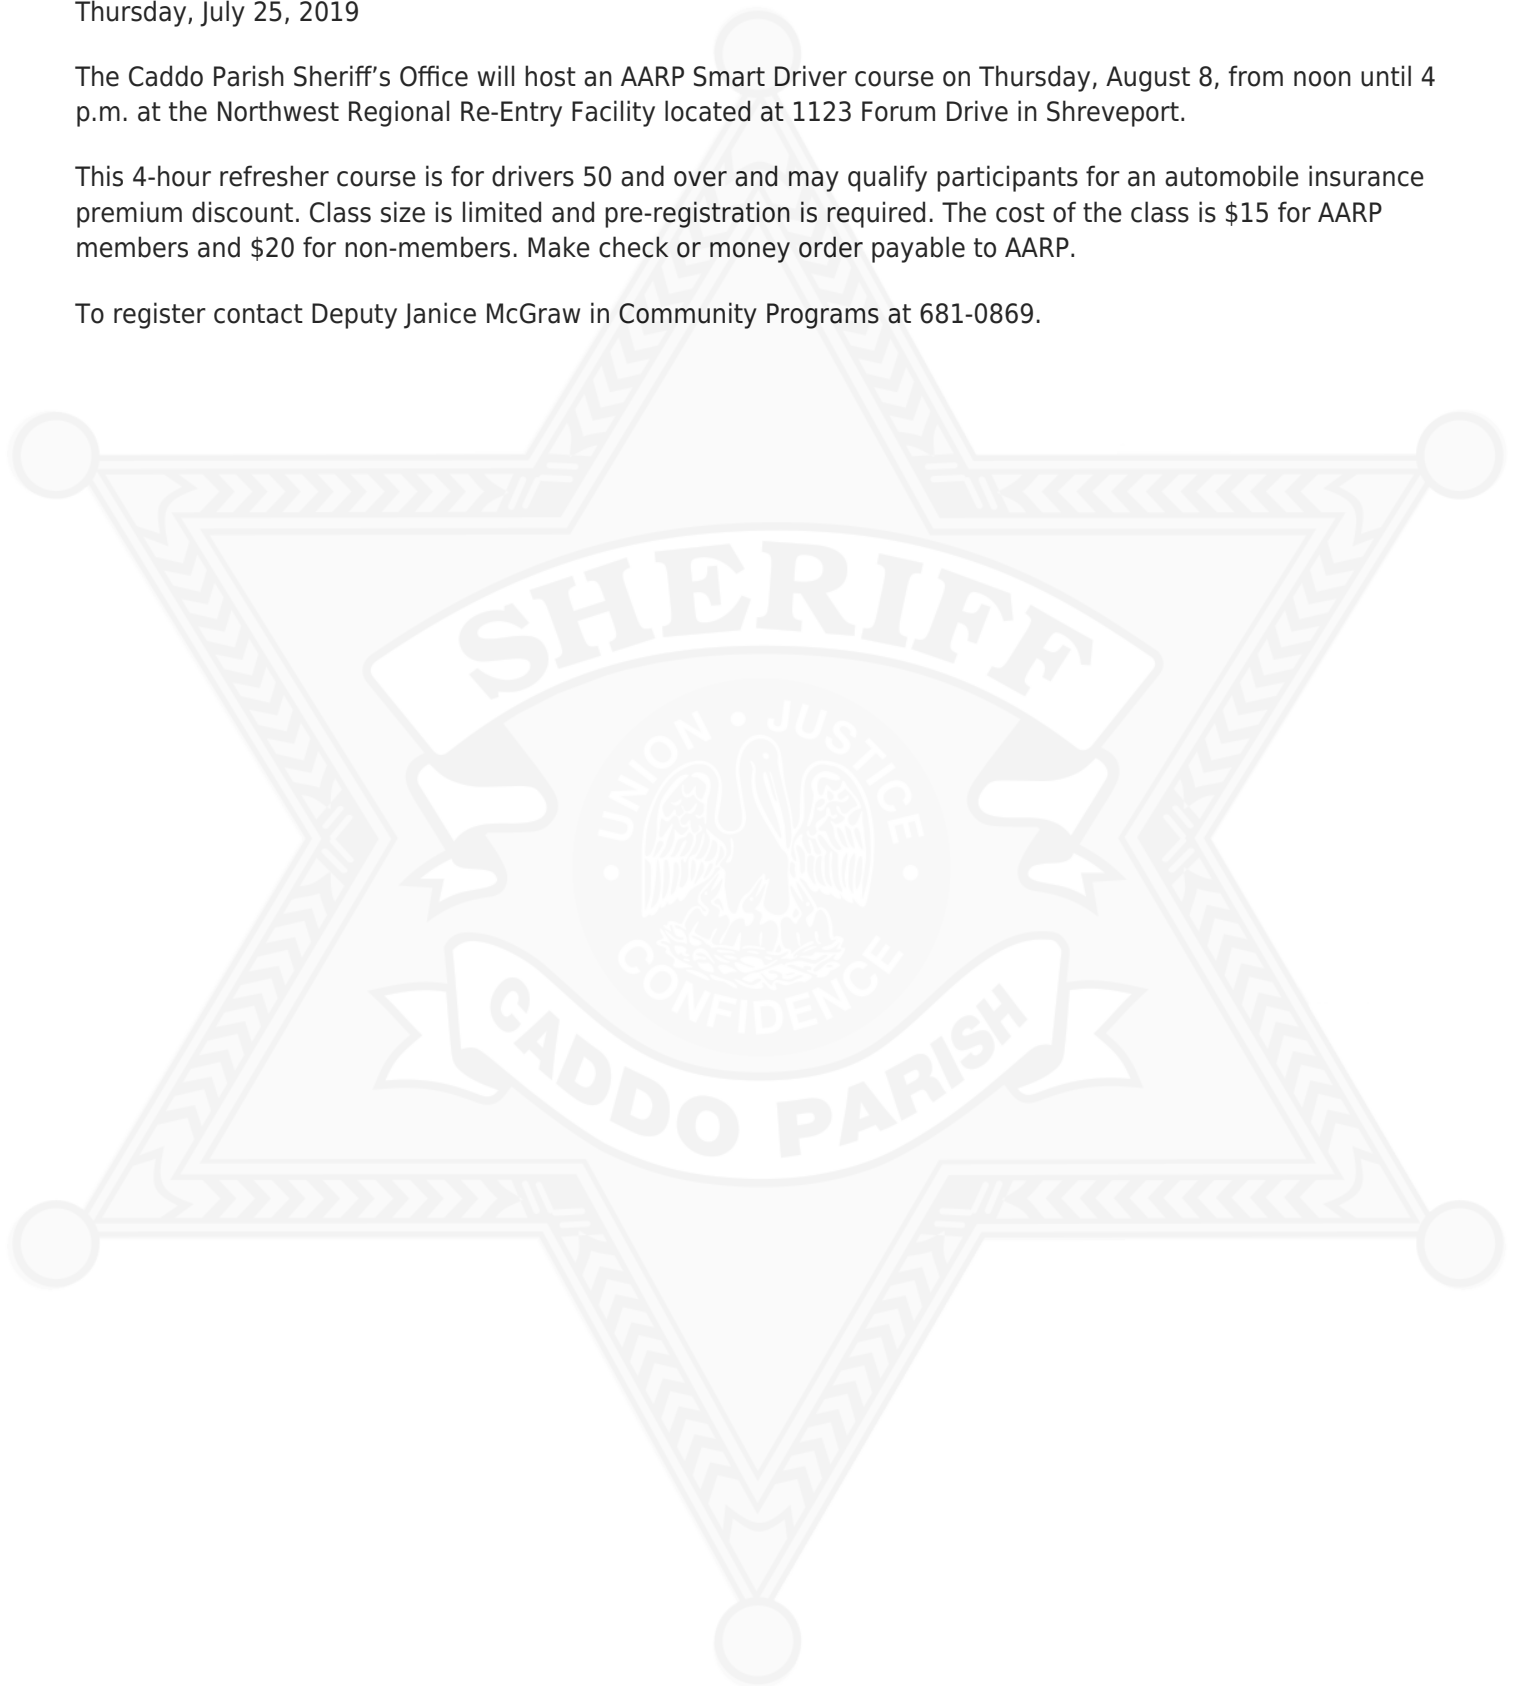 Thursday, July 25, 2019
The Caddo Parish Sheriff’s Office will host an AARP Smart Driver course on Thursday, August 8, from noon until 4
p.m. at the Northwest Regional Re-Entry Facility located at 1123 Forum Drive in Shreveport.
This 4-hour refresher course is for drivers 50 and over and may qualify participants for an automobile insurance
premium discount. Class size is limited and pre-registration is required. The cost of the class is $15 for AARP
members and $20 for non-members. Make check or money order payable to AARP.
To register contact Deputy Janice McGraw in Community Programs at 681-0869.
SHERIFF
UNION • JUSTICE
• CONFIDENCE •
CADDO PARISH